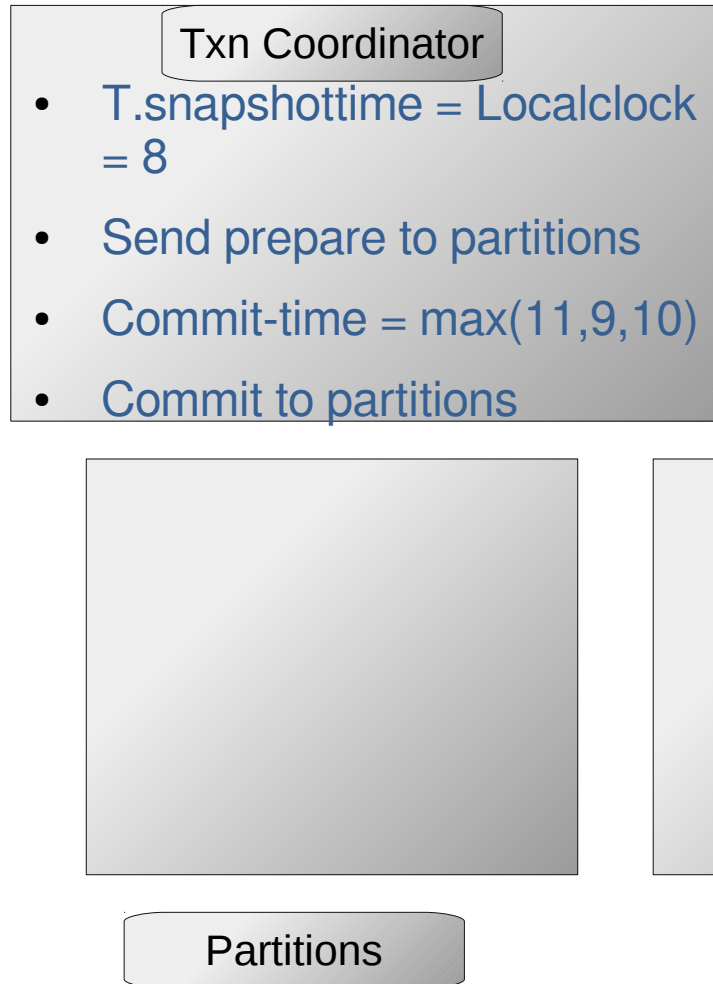 Txn Coordinator
• T.snapshottime = Localclock
= 8
• Send prepare to partitions
• Commit-time = max(11,9,10)
• Commit to partitions
Partitions